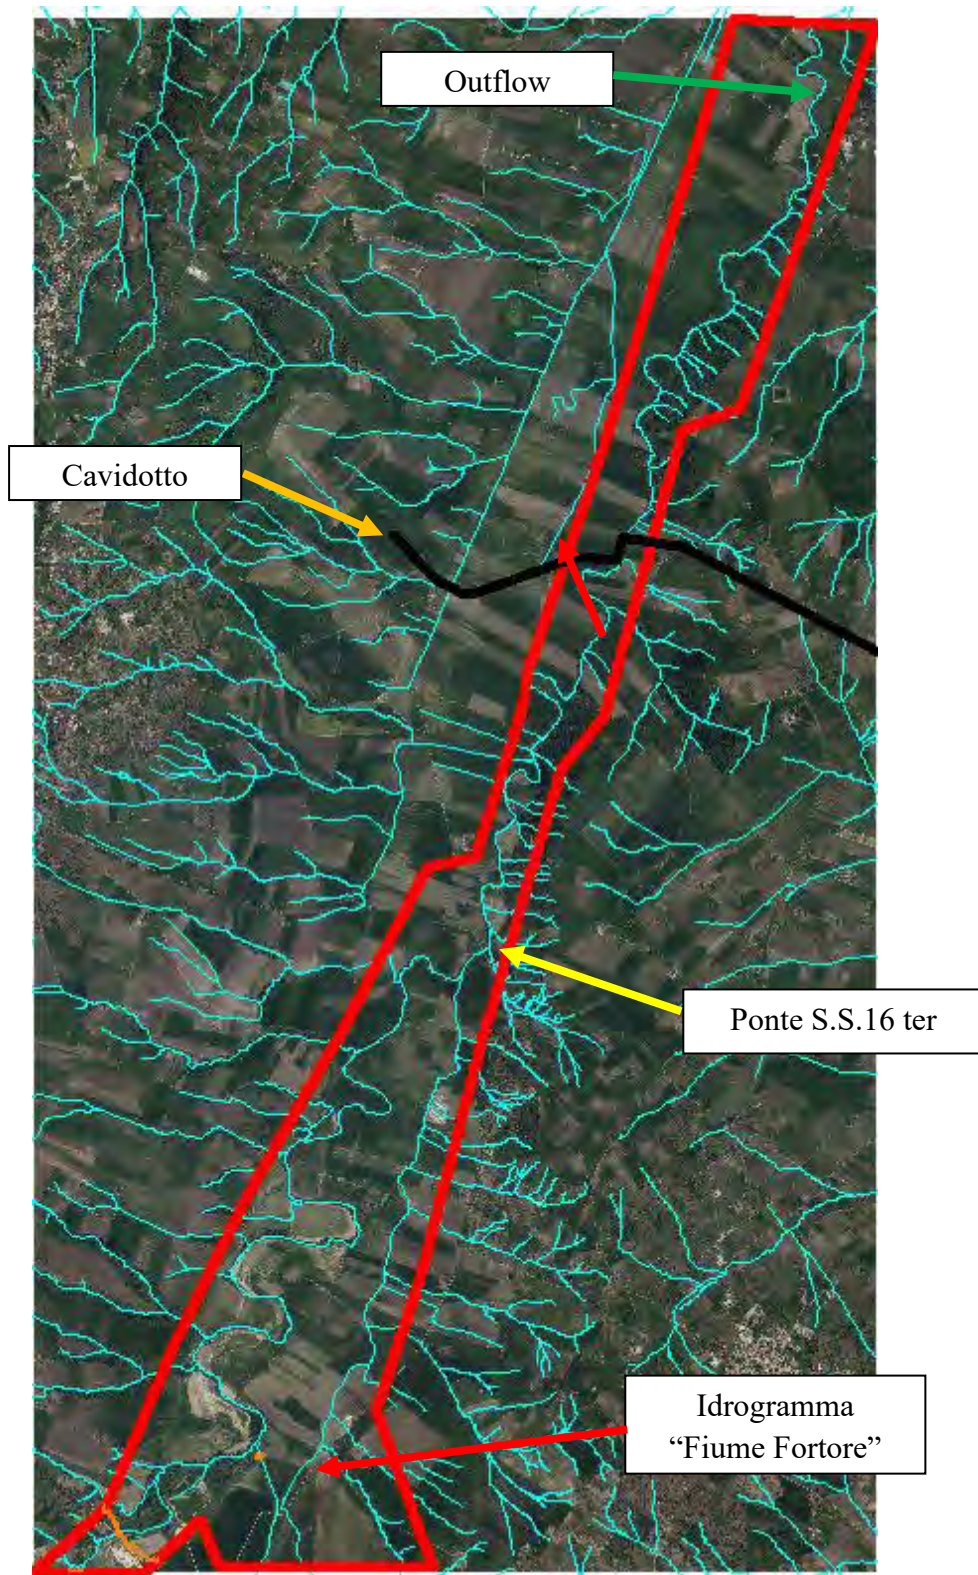 Outflow
Cavidotto
Ponte S.S.16 ter
Idrogramma
“Fiume Fortore”